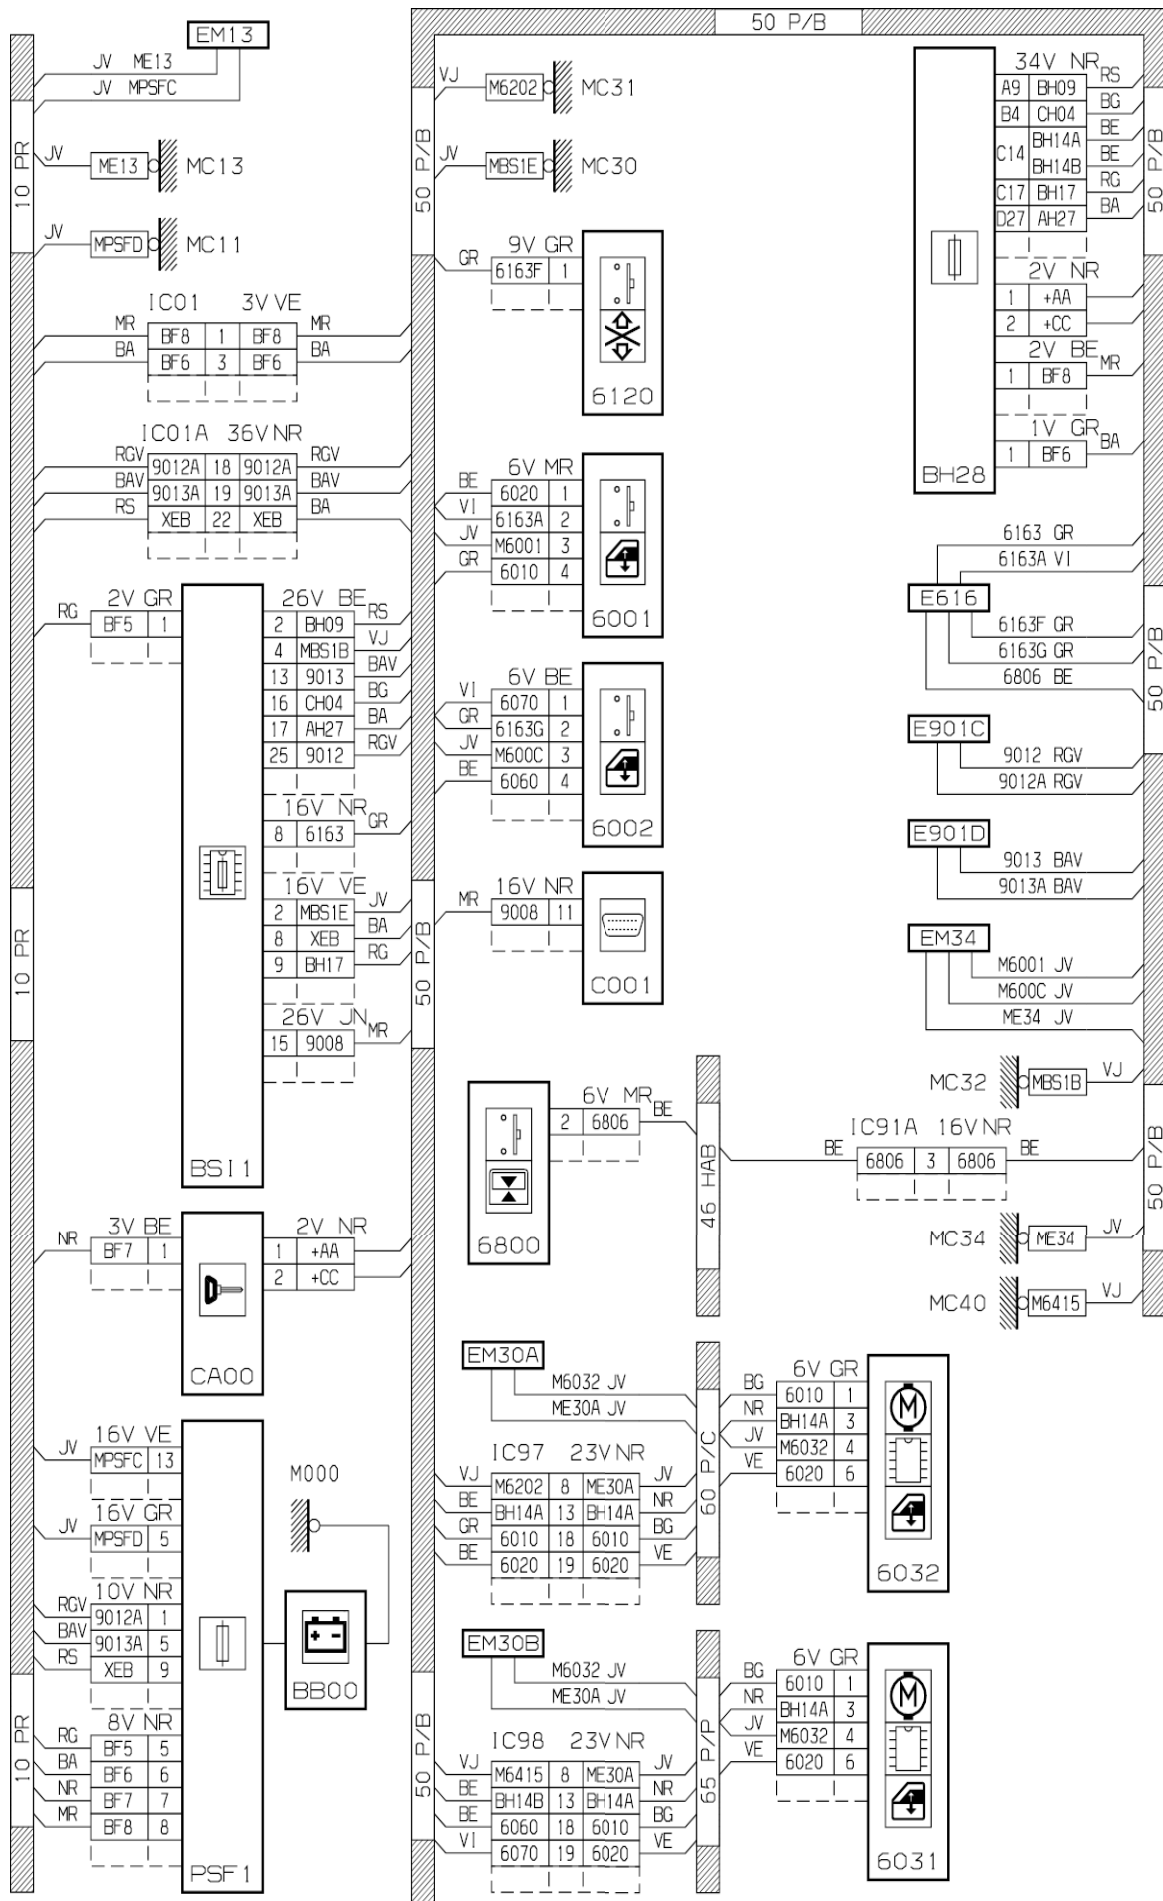 50 P/B
EM13
JV ME13
JV MPSFC
10 PR
JV ME13 MC13
JV MPSFD MC11
IC01 3V VE
MR BF8 1 BF8 MR
BA BF6 3 BF6 BA
IC01A 36V NR
RGV 9012A 18 9012A RGV
BAV 9013A 19 9013A BAV
RS XEB 22 XEB BA
2V GR
RG BF5 1
26V BE
2 BH09 RS
4 MBS1B VJ
13 9013 BAV
16 CH04 BG
17 AH27 BA
25 9012 RGV
16V NR
8 6163 GR
16V VE
2 MBS1E JV
8 XEB BA
9 BH17 RG
26V JN
15 9008 MR
BSI1
10 PR
3V BE
NR BF7 1
2V NR
1 +AA
2 +CC
CA00
16V VE
JV MPSFC 13
16V GR
JV MPSFD 5
10V NR
RGV 9012A 1
BAV 9013A 5
RS XEB 9
8V NR
RG BF5 5
BA BF6 6
NR BF7 7
MR BF8 8
PSF1
10 PR
M000
+ -
BB00
50 P/B
VJ M6202 MC31
JV MBS1E MC30
9V GR
GR 6163F 1
6120
6V MR
BE 6020 1
VI 6163A 2
JV M6001 3
GR 6010 4
6001
6V BE
VI 6070 1
GR 6163G 2
JV M600C 3
BE 6060 4
6002
16V NR
MR 9008 11
C001
50 P/B
6V MR
2 6806 BE
6800
46 HAB
IC91A 16V NR
BE 6806 3 6806 BE
EM30A
M6032 JV
ME30A JV
IC97 23V NR
VJ M6202 8 ME30A JV
BE BH14A 13 BH14A NR
GR 6010 18 6010 BG
BE 6020 19 6020 VE
60 P/C
6V GR
BG 6010 1
NR BH14A 3
JV M6032 4
VE 6020 6
M
6032
50 P/B
EM30B
M6032 JV
ME30A JV
IC98 23V NR
VJ M6415 8 ME30A JV
BE BH14B 13 BH14A NR
BE 6060 18 6010 BG
VI 6070 19 6020 VE
65 P/P
6V GR
BG 6010 1
NR BH14A 3
JV M6032 4
VE 6020 6
M
6031
34V NR
A9 BH09 RS
B4 CH04 BG
C14 BH14A BE
BH14B BE
C17 BH17 RG
D27 AH27 BA
2V NR
1 +AA
2 +CC
2V BE
1 BF8 MR
1V GR
1 BF6 BA
BH28
50 P/B
6163 GR
6163A VI
E616
6163F GR
6163G GR
6806 BE
50 P/B
E901C
9012 RGV
9012A RGV
E901D
9013 BAV
9013A BAV
EM34
M6001 JV
M600C JV
ME34 JV
MC32 MBS1B VJ
50 P/B
MC34 ME34 JV
MC40 M6415 VJ